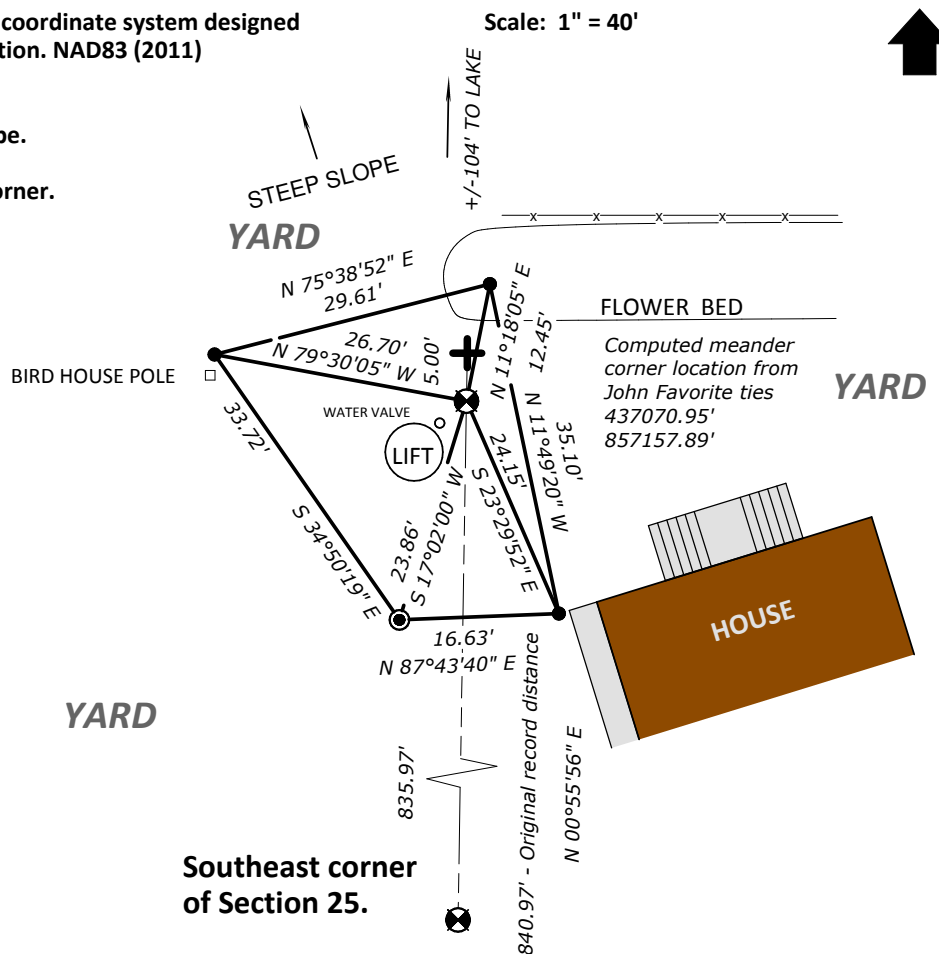 coordinate system designed
tion. NAD83 (2011)
Scale: 1" = 40'
pe.
orner.
+/-104' TO LAKE
STEEP SLOPE
YARD
N 75°38'52" E
29.61'
N 11°18'05" E
12.45'
FLOWER BED
26.70'
N 79°30'05" W
5.00'
Computed meander
corner location from
John Favorite ties
437070.95'
857157.89'
YARD
BIRD HOUSE POLE
WATER VALVE
LIFT
33.72'
S 34°50'19" E
24.15'
S 23°29'52" E
35.10'
N 11°49'20" W
23.86'
S 17°02'00" W
HOUSE
16.63'
N 87°43'40" E
YARD
835.97'
840.97' - Original record distance
N 00°55'56" E
Southeast corner
of Section 25.